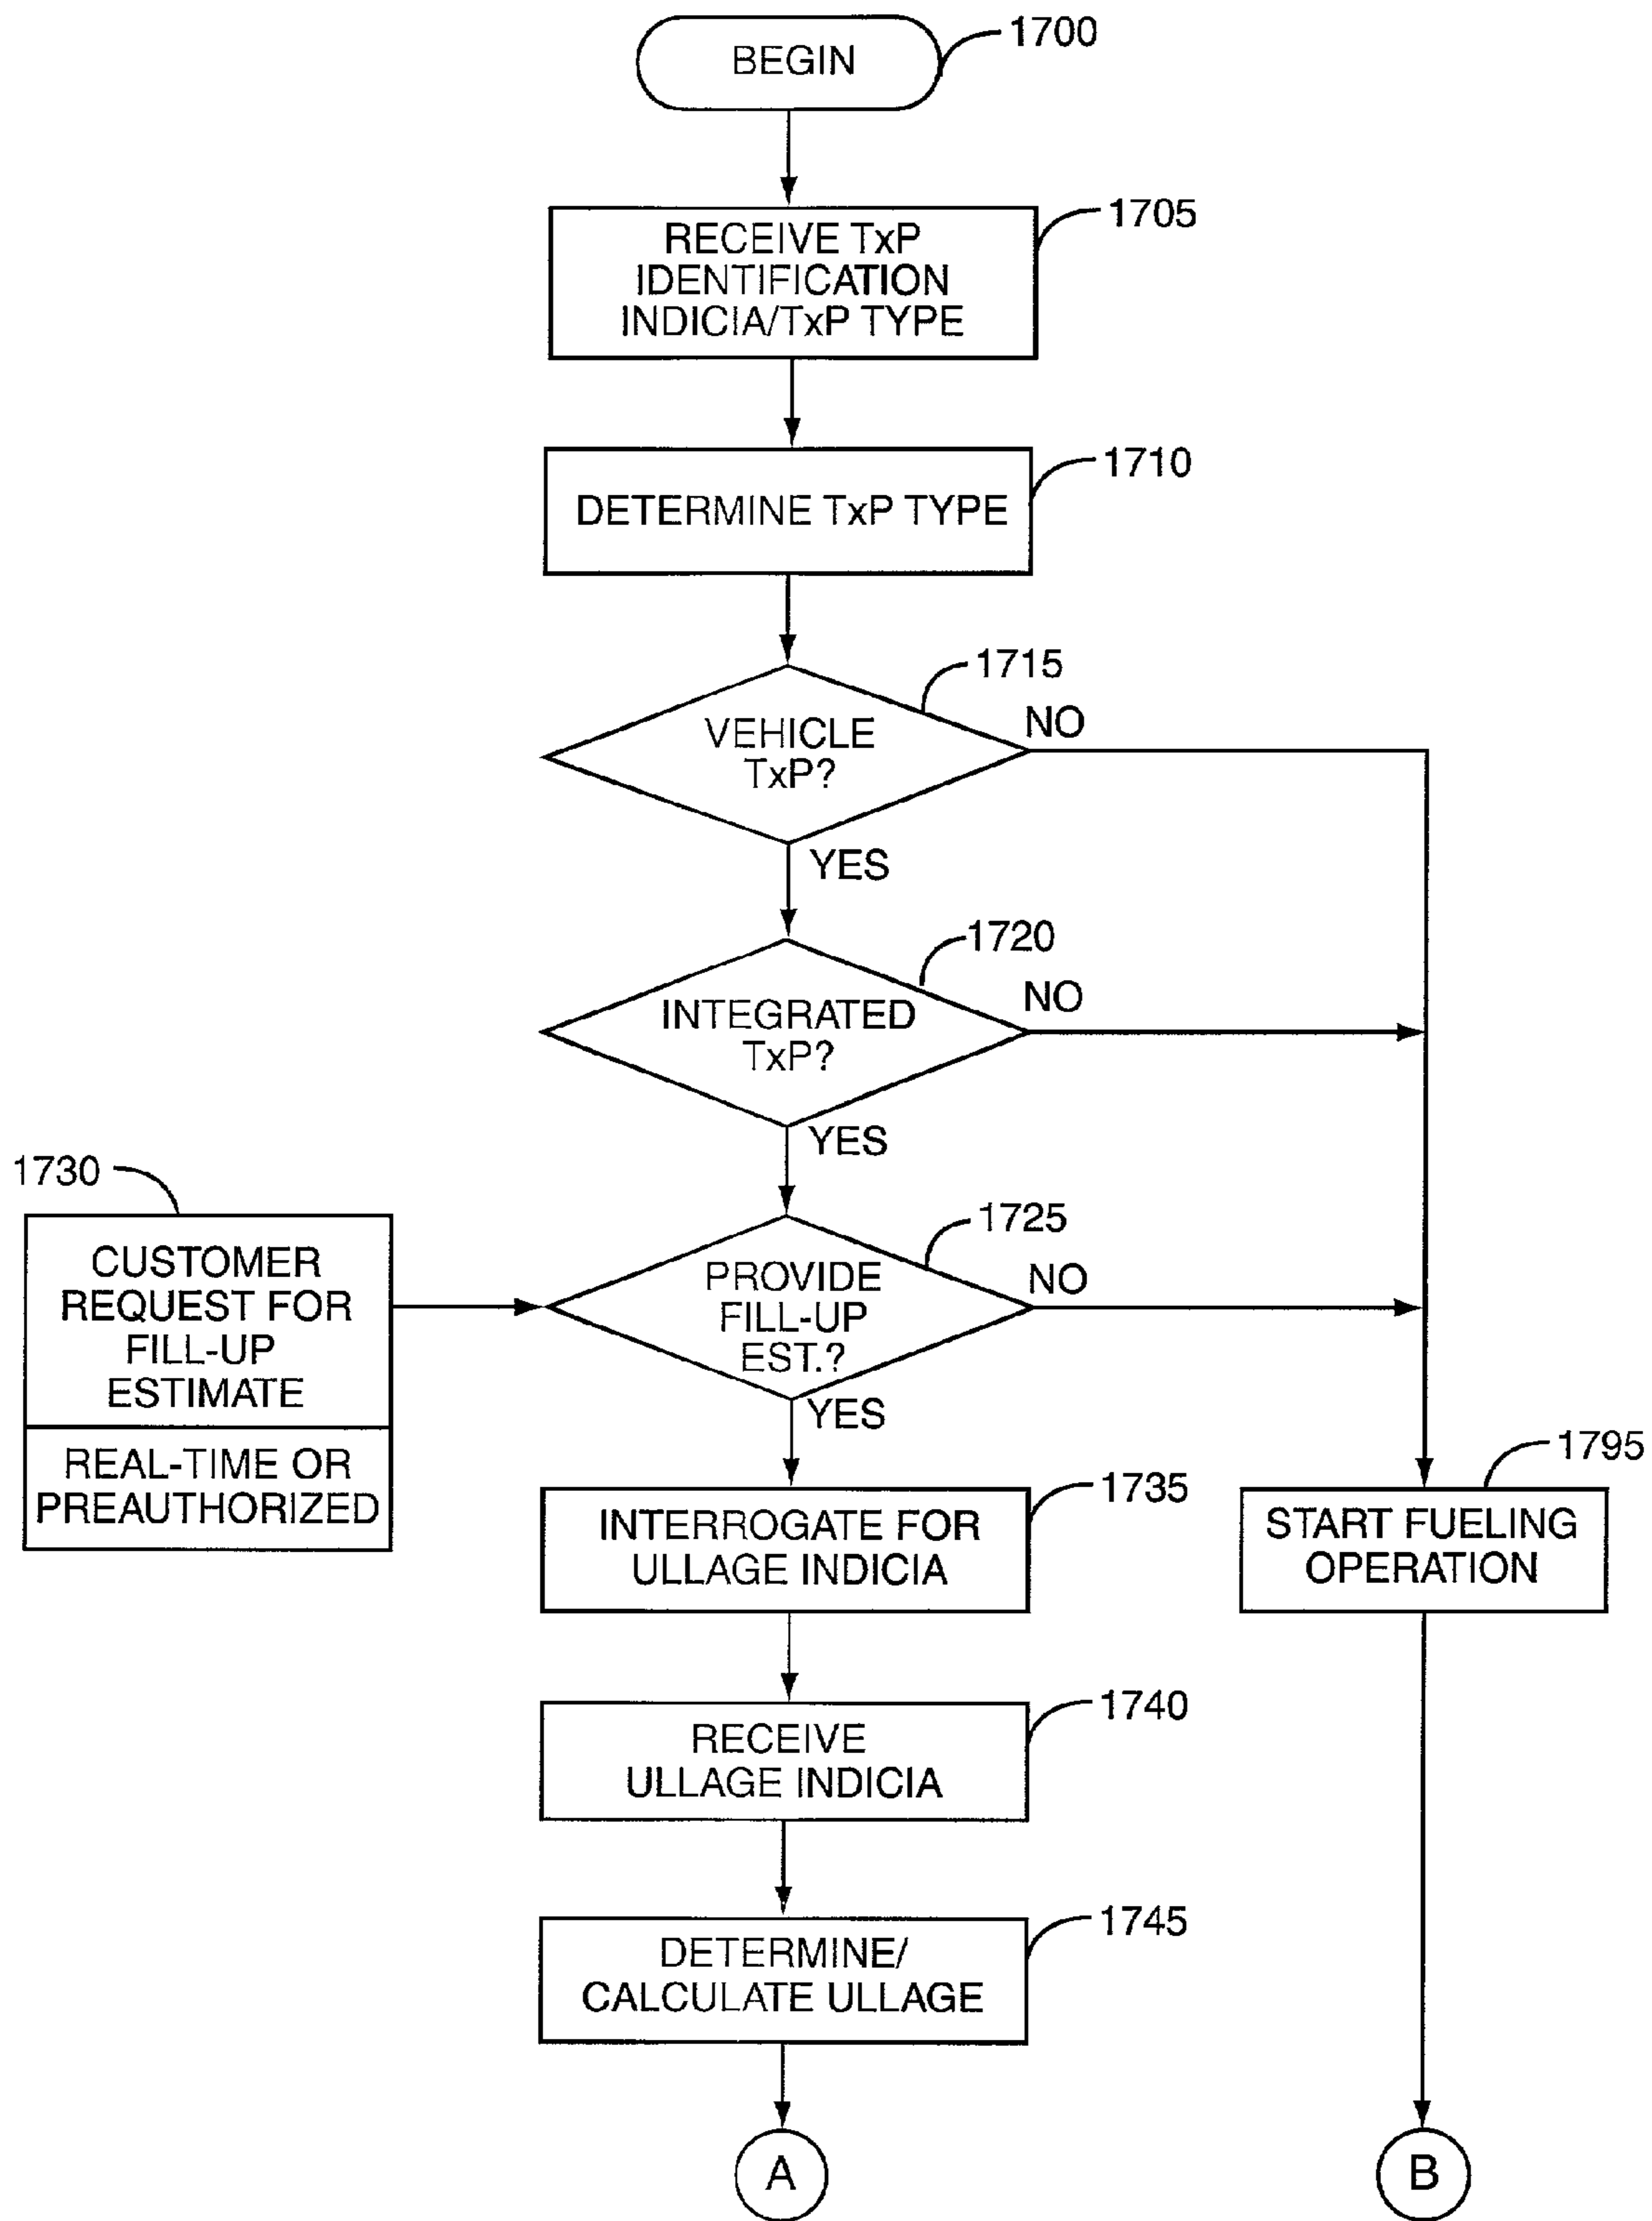 BEGIN
1700
RECEIVE TxP
IDENTIFICATION
INDICIA/TxP TYPE
1705
DETERMINE TxP TYPE
1710
VEHICLE
TxP?
1715
NO
YES
INTEGRATED
TxP?
1720
NO
YES
1730
CUSTOMER
REQUEST FOR
FILL-UP
ESTIMATE
REAL-TIME OR
PREAUTHORIZED
PROVIDE
FILL-UP
EST.?
1725
NO
YES
INTERROGATE FOR
ULLAGE INDICIA
1735
START FUELING
OPERATION
1795
RECEIVE
ULLAGE INDICIA
1740
DETERMINE/
CALCULATE ULLAGE
1745
A
B